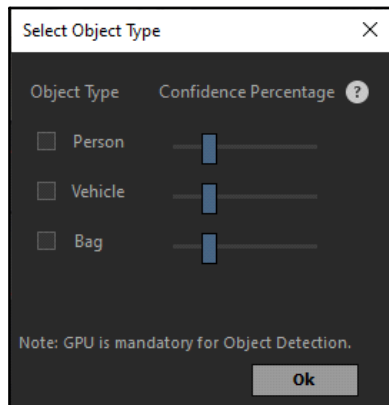 Select Object Type
Object Type Confidence Percentage ?
Person
Vehicle
Bag
Note: GPU is mandatory for Object Detection.
Ok